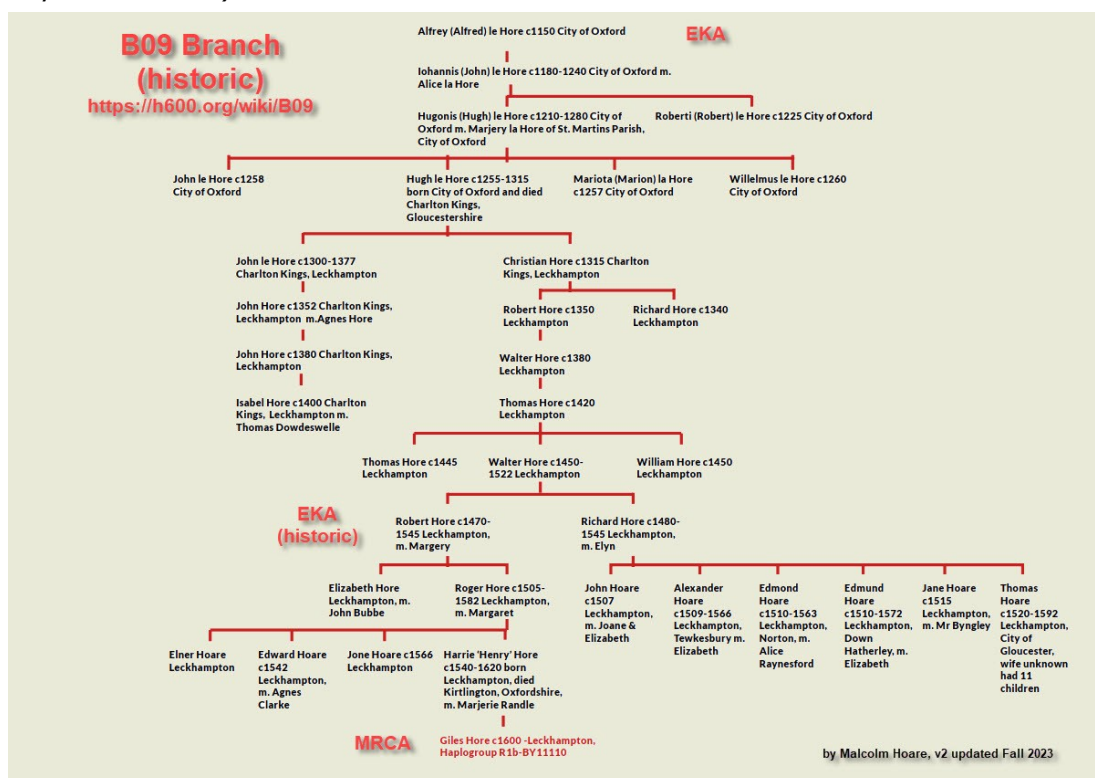 B09 Branch
(historic)
https://h600.org/wiki/B09
EKA
Alfrey (Alfred) le Hore c1150 City of Oxford
Iohannis (John) le Hore c1180-1240 City of Oxford m.
Alice la Hore
Hugonis (Hugh) le Hore c1210-1280 City of
Oxford m. Marjery la Hore of St. Martins Parish,
City of Oxford
Roberti (Robert) le Hore c1225 City of Oxford
John le Hore c1258
City of Oxford
Hugh le Hore c1255-1315
born City of Oxford and died
Charlton Kings,
Gloucestershire
Mariota (Marion) la Hore
c1257 City of Oxford
Willelmus le Hore c1260
City of Oxford
John le Hore c1300-1377
Charlton Kings, Leckhampton
Christian Hore c1315 Charlton
Kings, Leckhampton
John Hore c1352 Charlton Kings,
Leckhampton m.Agnes Hore
Robert Hore c1350
Leckhampton
Richard Hore c1340
Leckhampton
John Hore c1380 Charlton Kings,
Leckhampton
Walter Hore c1380
Leckhampton
Isabel Hore c1400 Charlton
Kings, Leckhampton m.
Thomas Dowdeswelle
Thomas Hore c1420
Leckhampton
Thomas Hore c1445
Leckhampton
Walter Hore c1450-
1522 Leckhampton
William Hore c1450
Leckhampton
EKA
(historic)
Robert Hore c1470-
1545 Leckhampton,
m. Margery
Richard Hore c1480-
1545 Leckhampton,
m. Elyn
Elizabeth Hore
Leckhampton, m.
John Bubbe
Roger Hore c1505-
1582 Leckhampton,
m. Margaret
John Hoare
c1507
Leckhampton,
m. Joane &
Elizabeth
Alexander
Hoare
c1509-1566
Leckhampton,
Tewkesbury m.
Elizabeth
Edmond
Hoare
c1510-1563
Leckhampton,
Norton, m.
Alice
Raynesford
Edmund
Hoare
c1510-1572
Leckhampton,
Down
Hatherley, m.
Elizabeth
Jane Hoare
c1515
Leckhampton,
m. Mr Byngley
Thomas
Hoare
c1520-1592
Leckhampton,
City of
Gloucester,
wife unknown
had 11
children
Elner Hoare
Leckhampton
Edward Hoare
c1542
Leckhampton,
m. Agnes
Clarke
Jone Hoare c1566
Leckhampton
Harrie 'Henry' Hore
c1540-1620 born
Leckhampton, died
Kirtlington, Oxfordshire,
m. Marjerie Randle
MRCA
Giles Hore c1600 -Leckhampton,
Haplogroup R1b-BY11110
by Malcolm Hoare, v2 updated Fall 2023